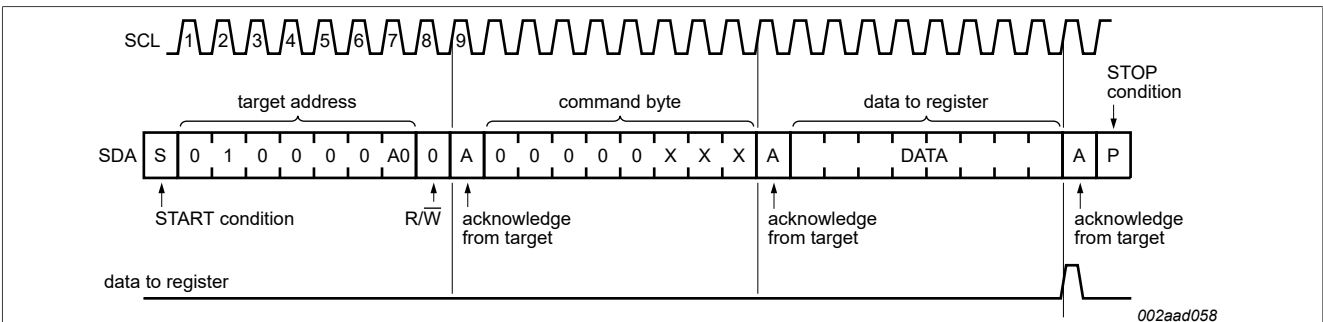 SCL 1 2 3 4 5 6 7 8 9
STOP
condition
target address command byte data to register
SDA S 0 1 0 0 0 0 A0 0 A 0 0 0 0 0 X X X A DATA A P
START condition R/W̅ acknowledge acknowledge acknowledge
from target from target from target
data to register
002aad058